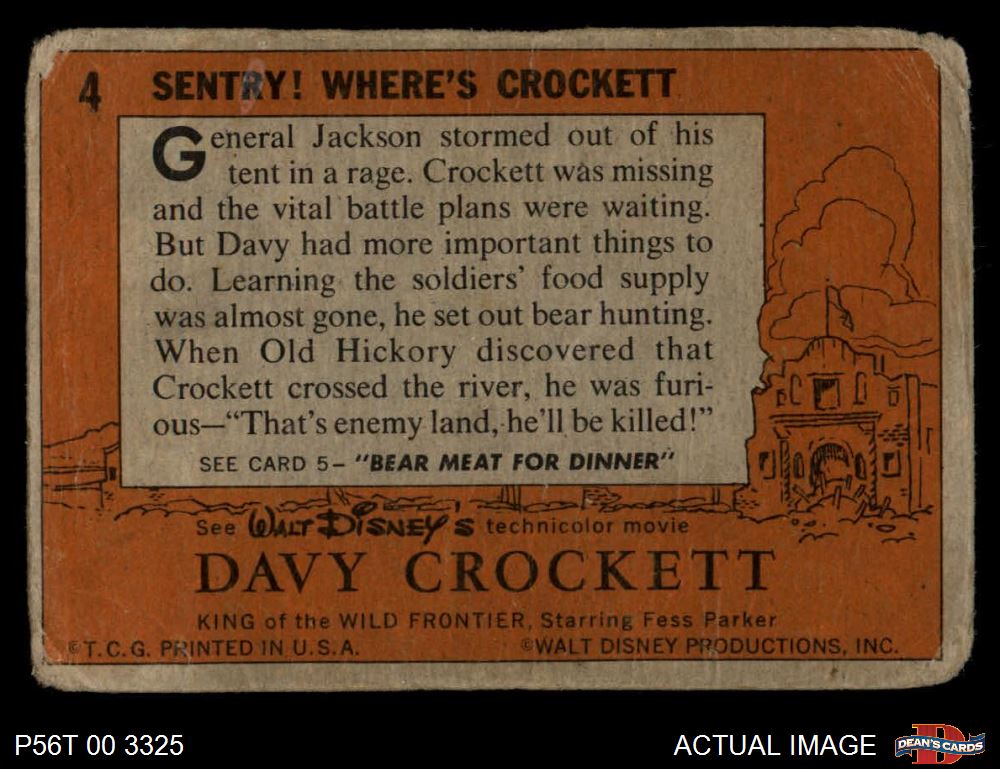 4 SENTRY! WHERE'S CROCKETT
General Jackson stormed out of his
tent in a rage. Crockett was missing
and the vital battle plans were waiting.
But Davy had more important things to
do. Learning the soldiers' food supply
was almost gone, he set out bear hunting.
When Old Hickory discovered that
Crockett crossed the river, he was furi-
ous—"That's enemy land, he'll be killed!"
SEE CARD 5— "BEAR MEAT FOR DINNER"
See WALT DISNEY'S technicolor movie
DAVY CROCKETT
KING of the WILD FRONTIER, Starring Fess Parker
©T.C.G. PRINTED IN U.S.A. ©WALT DISNEY PRODUCTIONS, INC.
P56T 00 3325 ACTUAL IMAGE D DEAN'S CARDS